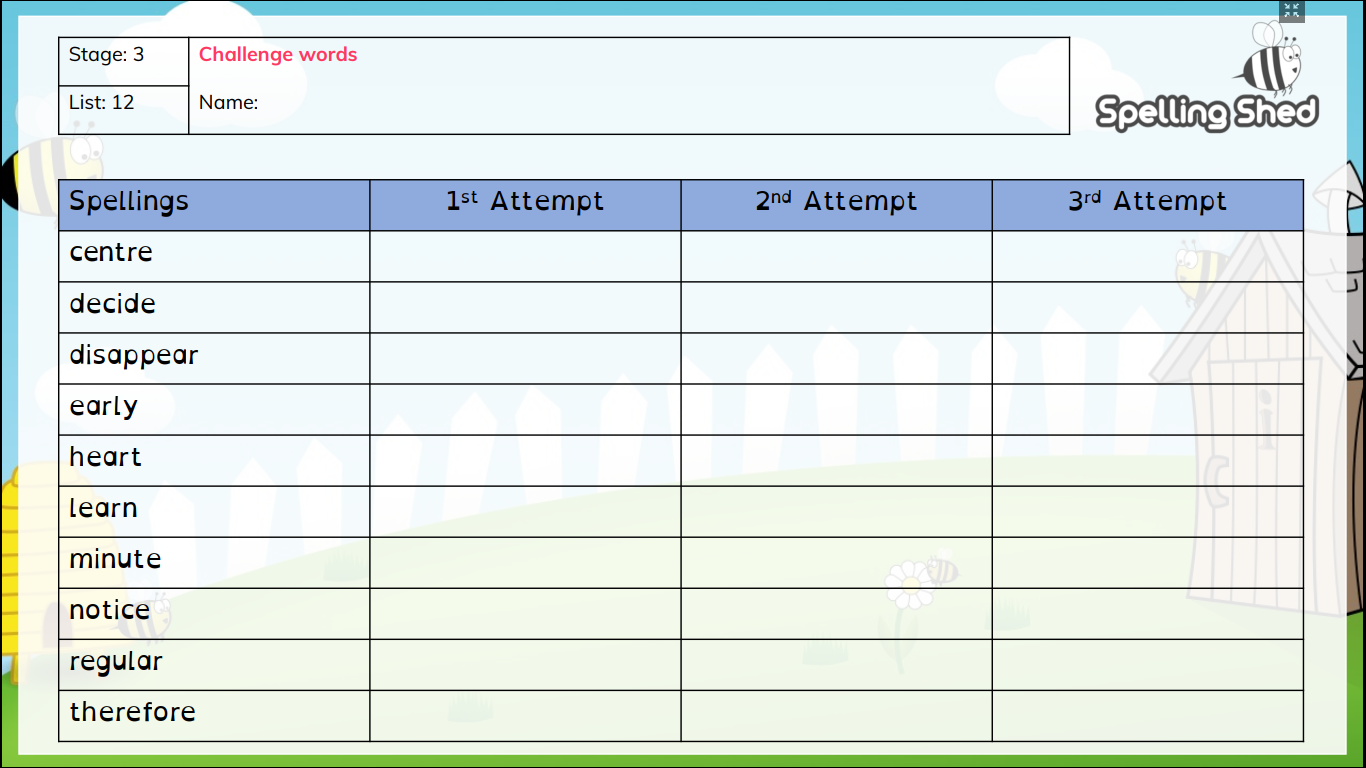 Stage: 3
Challenge words
List: 12
Name:
Spelling Shed
Spellings 1st Attempt 2nd Attempt 3rd Attempt
centre
decide
disappear
early
heart
learn
minute
notice
regular
therefore